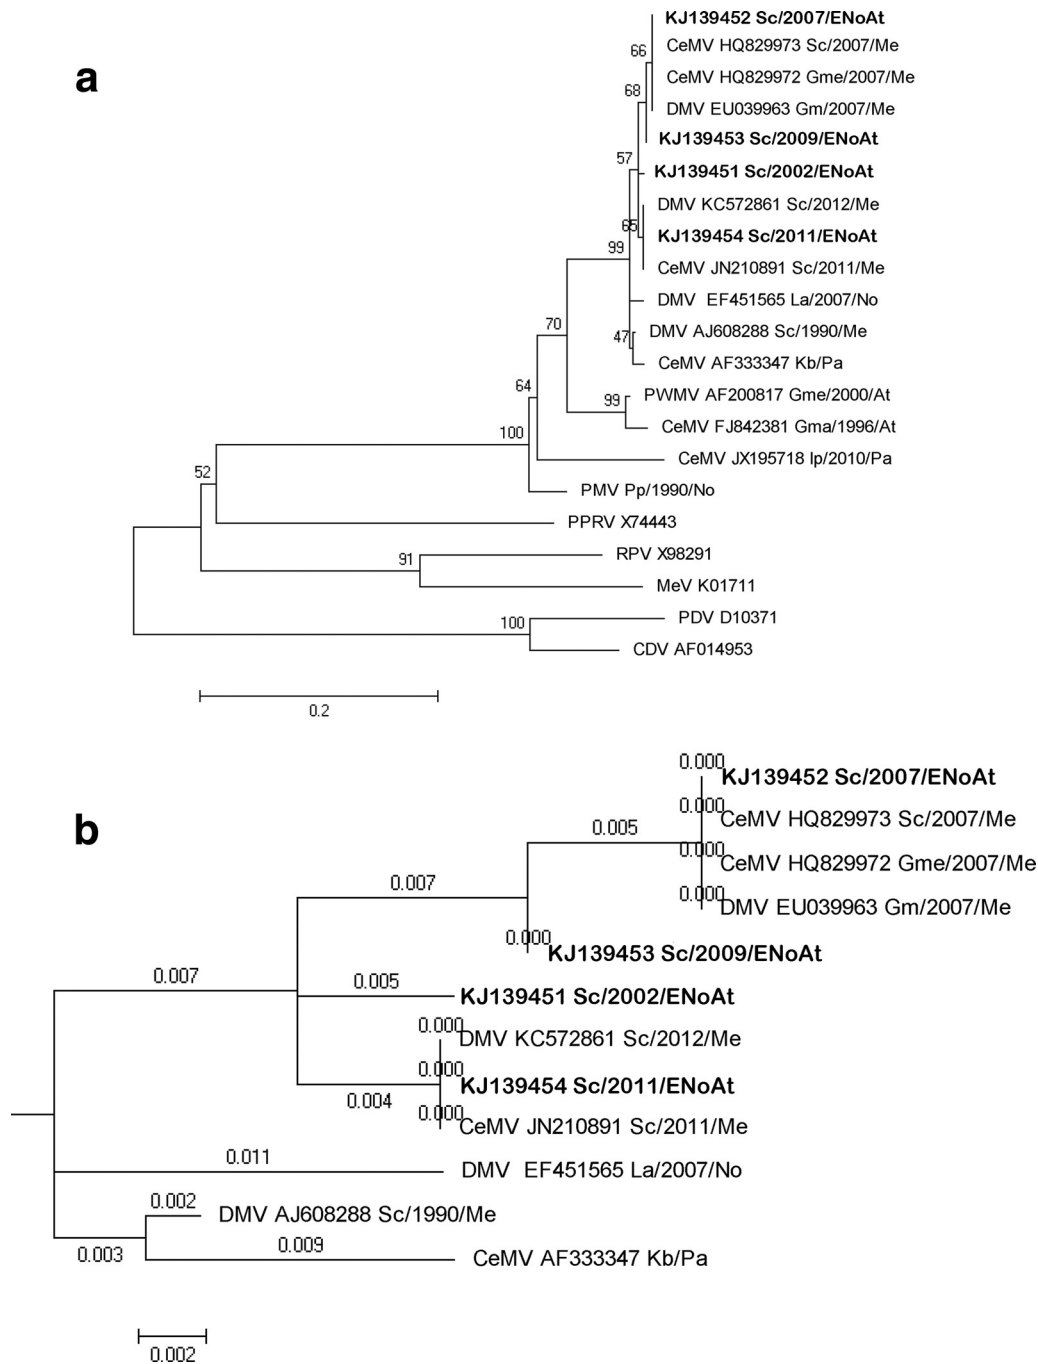 KJ139452 Sc/2007/ENoAt
66
CeMV HQ829973 Sc/2007/Me
a
CeMV HQ829972 Gme/2007/Me
68
DMV EU039963 Gm/2007/Me
KJ139453 Sc/2009/ENoAt
57
KJ139451 Sc/2002/ENoAt
DMV KC572861 Sc/2012/Me
65
KJ139454 Sc/2011/ENoAt
99
CeMV JN210891 Sc/2011/Me
DMV EF451565 La/2007/No
70
DMV AJ608288 Sc/1990/Me
47
CeMV AF333347 Kb/Pa
64
PWMV AF200817 Gme/2000/At
99
CeMV FJ842381 Gma/1996/At
100
CeMV JX195718 Ip/2010/Pa
52
PMV Pp/1990/No
PPRV X74443
RPV X98291
91
MeV K01711
PDV D10371
100
CDV AF014953
0.2
0.000
KJ139452 Sc/2007/ENoAt
0.000
CeMV HQ829973 Sc/2007/Me
b
0.005
0.000
CeMV HQ829972 Gme/2007/Me
0.007
0.000
DMV EU039963 Gm/2007/Me
0.000
KJ139453 Sc/2009/ENoAt
0.007
0.005
KJ139451 Sc/2002/ENoAt
0.000
DMV KC572861 Sc/2012/Me
0.000
KJ139454 Sc/2011/ENoAt
0.004
0.000
CeMV JN210891 Sc/2011/Me
0.011
DMV EF451565 La/2007/No
0.002
DMV AJ608288 Sc/1990/Me
0.003
0.009
CeMV AF333347 Kb/Pa
0.002